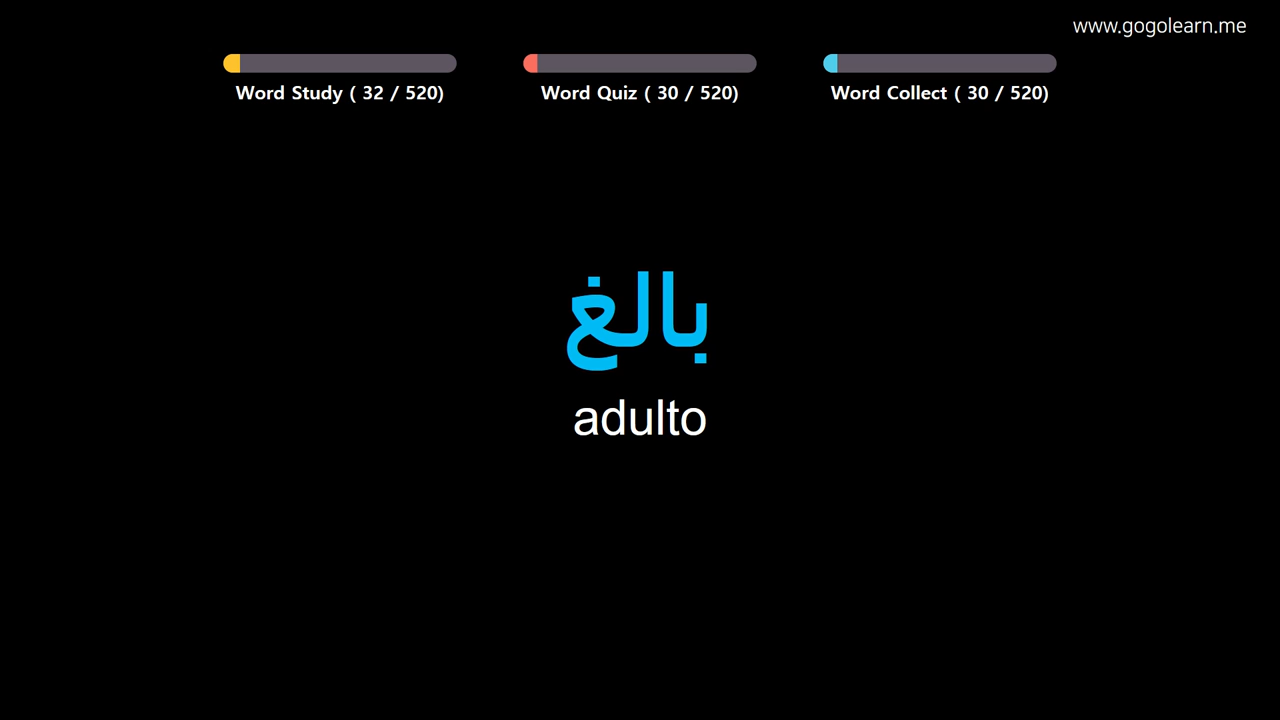 www.gogolearn.me
Word Study ( 32 / 520)
Word Quiz ( 30 / 520)
Word Collect ( 30 / 520)
بالغ
adulto